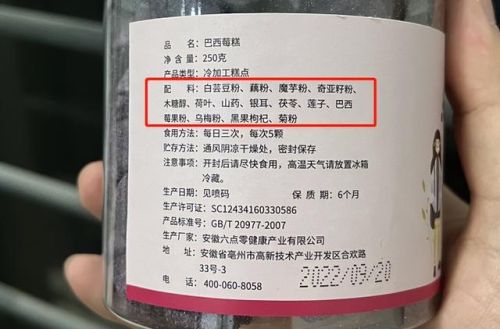 品　　名：巴西莓糕
净 含 量：250克
产品类型：冷加工糕点
配　　料：白芸豆粉、藕粉、魔芋粉、奇亚籽粉、
木糖醇、荷叶、山药、银耳、茯苓、莲子、巴西
莓果粉、乌梅粉、黑果枸杞、菊粉
食用方法：每日三次，每次5颗
贮存方法：通风阴凉干燥处，密封保存
注意事项：开封后请尽快食用，高温天气请放置冰箱
冷藏。
生产日期：见喷码　　保 质 期：6个月
生产许可证：SC12434160330586
产品标准号：GB/T 20977-2007
生产厂家：安徽六点零健康产业有限公司
地　　址：安徽省亳州市高新技术产业开发区合欢路
33号-3
电　　话：400-060-8058
2022/09/20